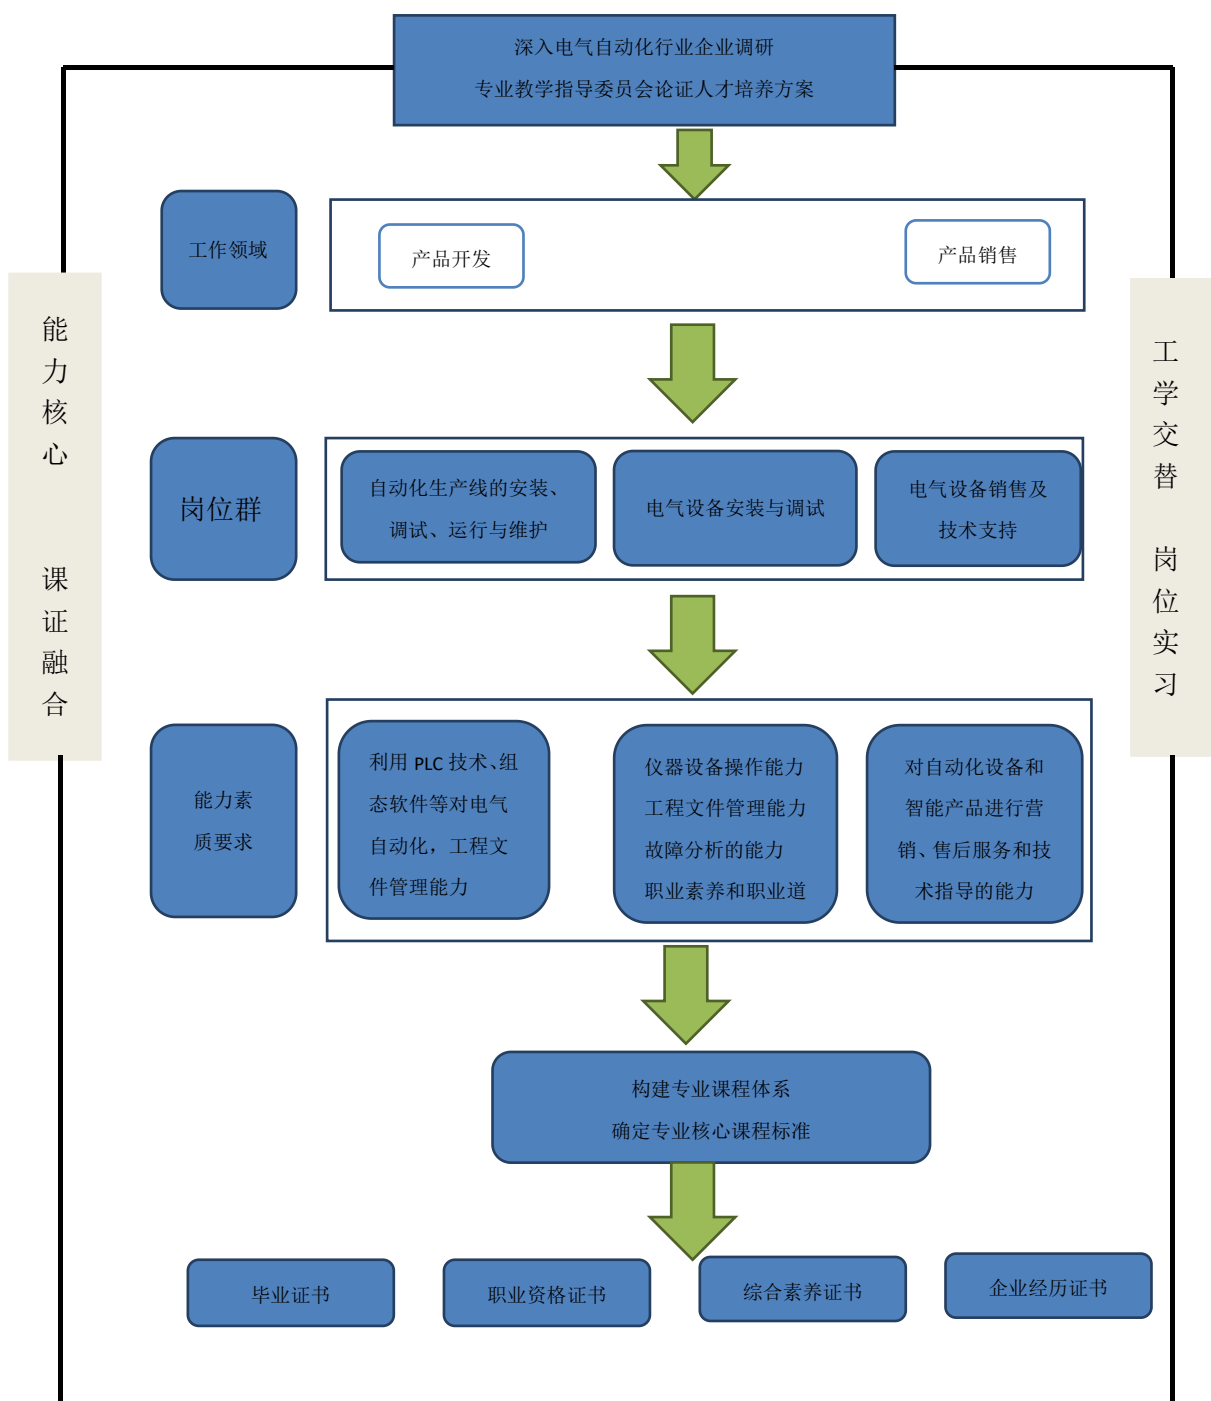 深入电气自动化行业企业调研
专业教学指导委员会论证人才培养方案
工作领域
产品开发
产品销售
能力核心
课证融合
工学交替
岗位实习
岗位群
自动化生产线的安装、
调试、运行与维护
电气设备安装与调试
电气设备销售及
技术支持
能力素
质要求
利用 PLC 技术、组
态软件等对电气
自动化，工程文
件管理能力
仪器设备操作能力
工程文件管理能力
故障分析的能力
职业素养和职业道
对自动化设备和
智能产品进行营
销、售后服务和技
术指导的能力
构建专业课程体系
确定专业核心课程标准
毕业证书
职业资格证书
综合素养证书
企业经历证书